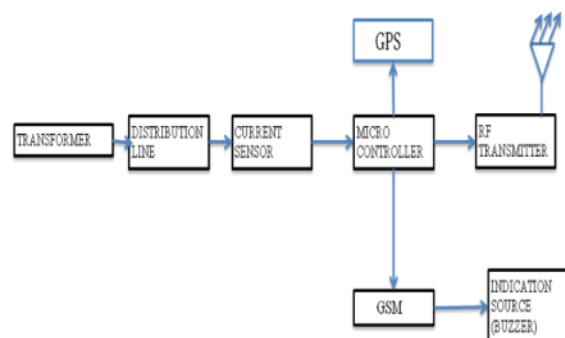 GPS
TRANSFORMER
DISTRIBUTION
LINE
CURRENT
SENSOR
MICRO
CONTROLLER
RF
TRANSMITTER
GSM
INDICATION
SOURCE
(BUZZER)